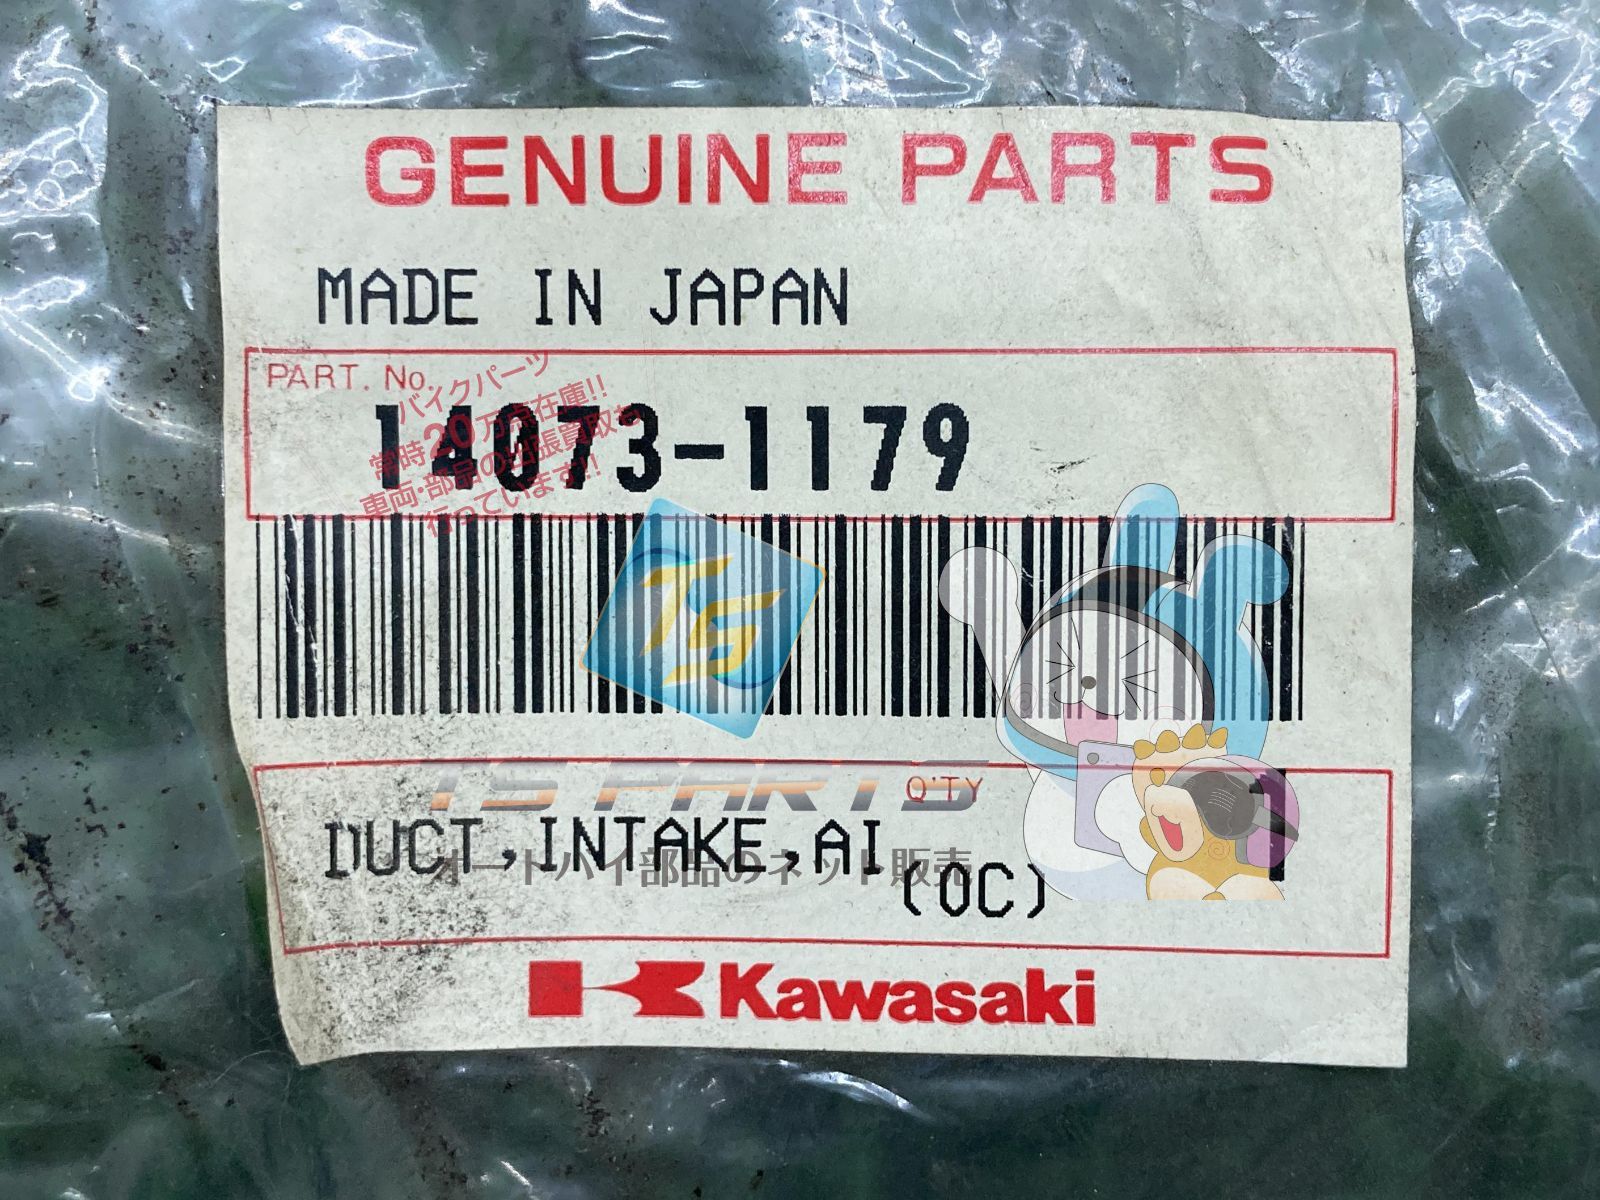 GENUINE PARTS
MADE IN JAPAN
PART. No.
バイクパーツ
常時20万点在庫!!
車両・部品の出張買取も
行っています!!
14073-1179
TS
TS PARTS
Q'TY
1
DUCT,INTAKE,AI
オートバイ部品のネット販売
(OC)
Kawasaki